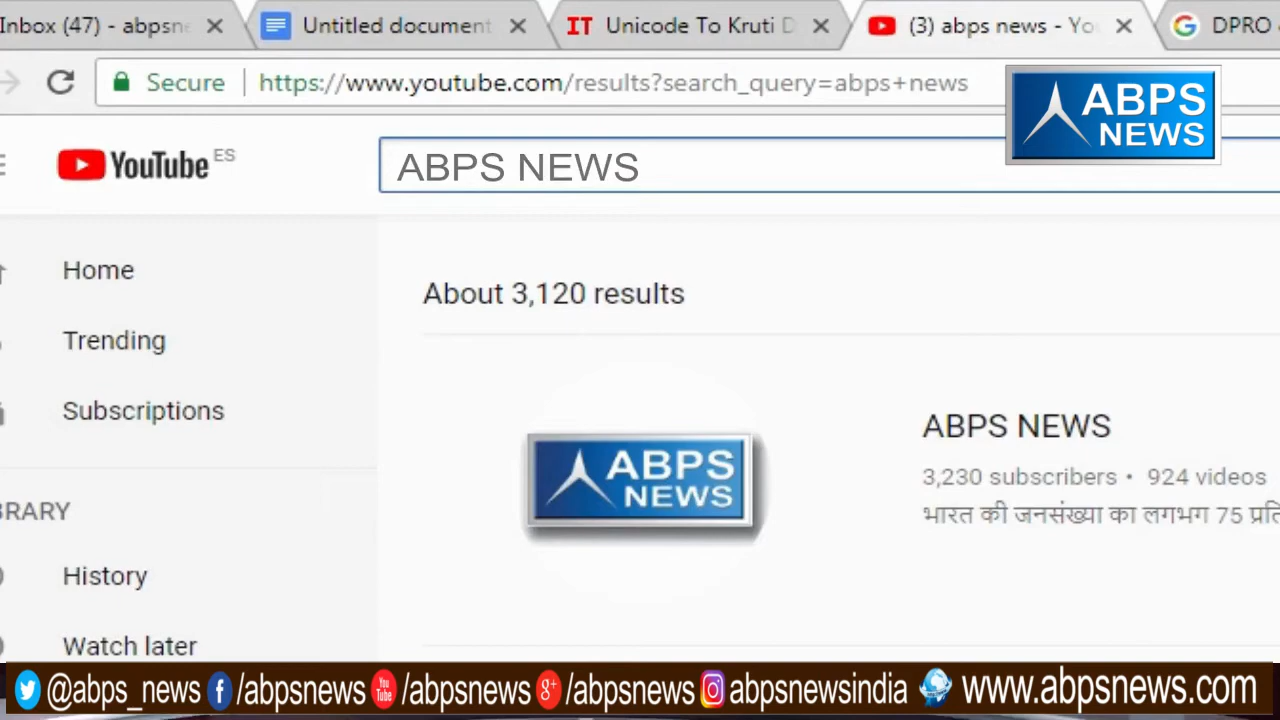 Inbox (47) - abpsne
Untitled document
Unicode To Kruti D
(3) abps news - Yo
DPRO
Secure
https://www.youtube.com/results?search_query=abps+news
ABPS
NEWS
YouTube ES
ABPS NEWS
Home
About 3,120 results
Trending
Subscriptions
ABPS
NEWS
ABPS NEWS
3,230 subscribers • 924 videos
भारत की जनसंख्या का लगभग 75 प्रति
BRARY
History
Watch later
@abps_news /abpsnews /abpsnews /abpsnews abpsnewsindia www.abpsnews.com